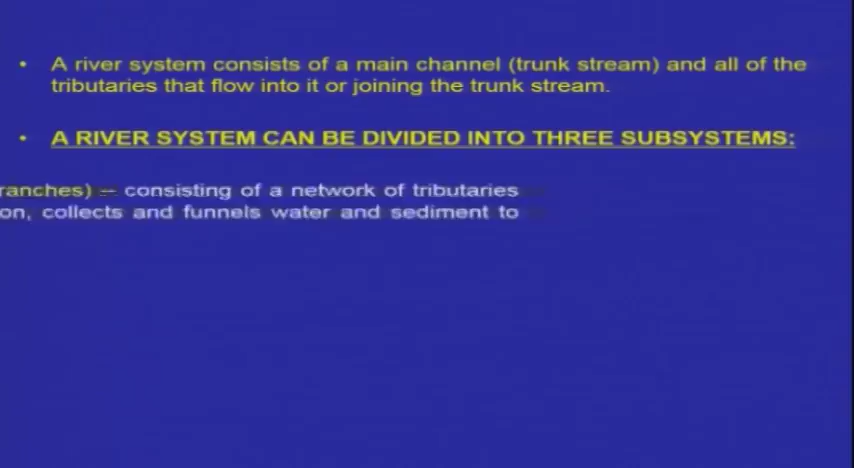 • A river system consists of a main channel (trunk stream) and all of the
tributaries that flow into it or joining the trunk stream.
• A RIVER SYSTEM CAN BE DIVIDED INTO THREE SUBSYSTEMS:
ranches) – consisting of a network of tributaries
on, collects and funnels water and sediment to